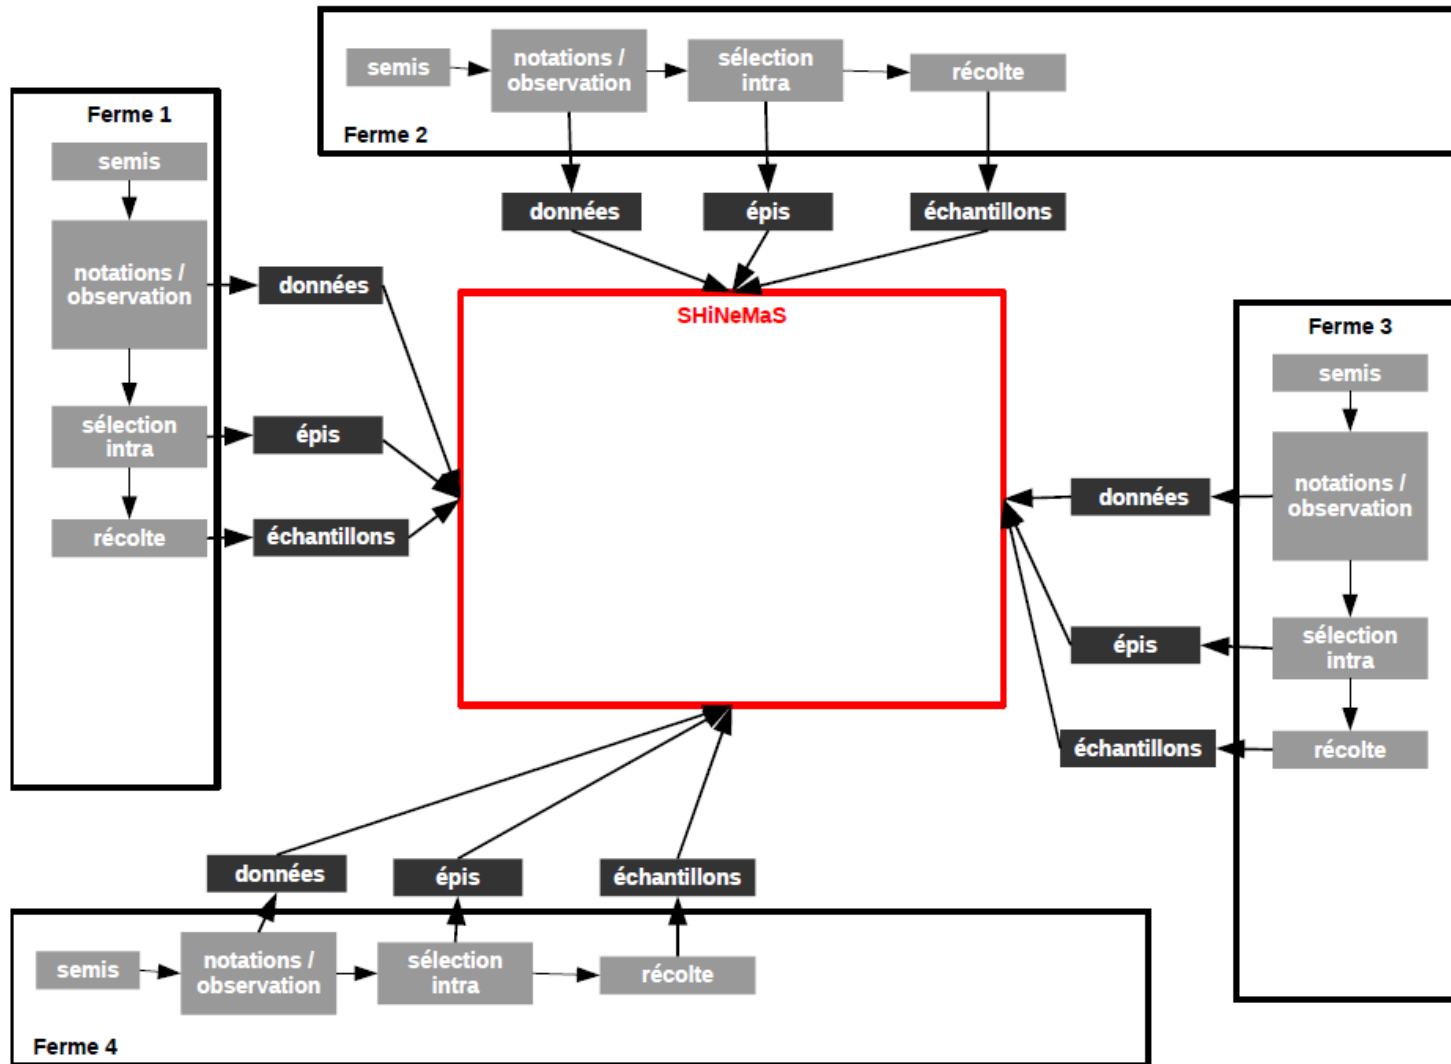 semis
notations /
observation
sélection
intra
récolte
Ferme 2
données
épis
échantillons
Ferme 1
semis
notations /
observation
données
sélection
intra
épis
récolte
échantillons
SHiNeMaS
Ferme 3
semis
notations /
observation
données
sélection
intra
épis
récolte
échantillons
données
épis
échantillons
semis
notations /
observation
sélection
intra
récolte
Ferme 4